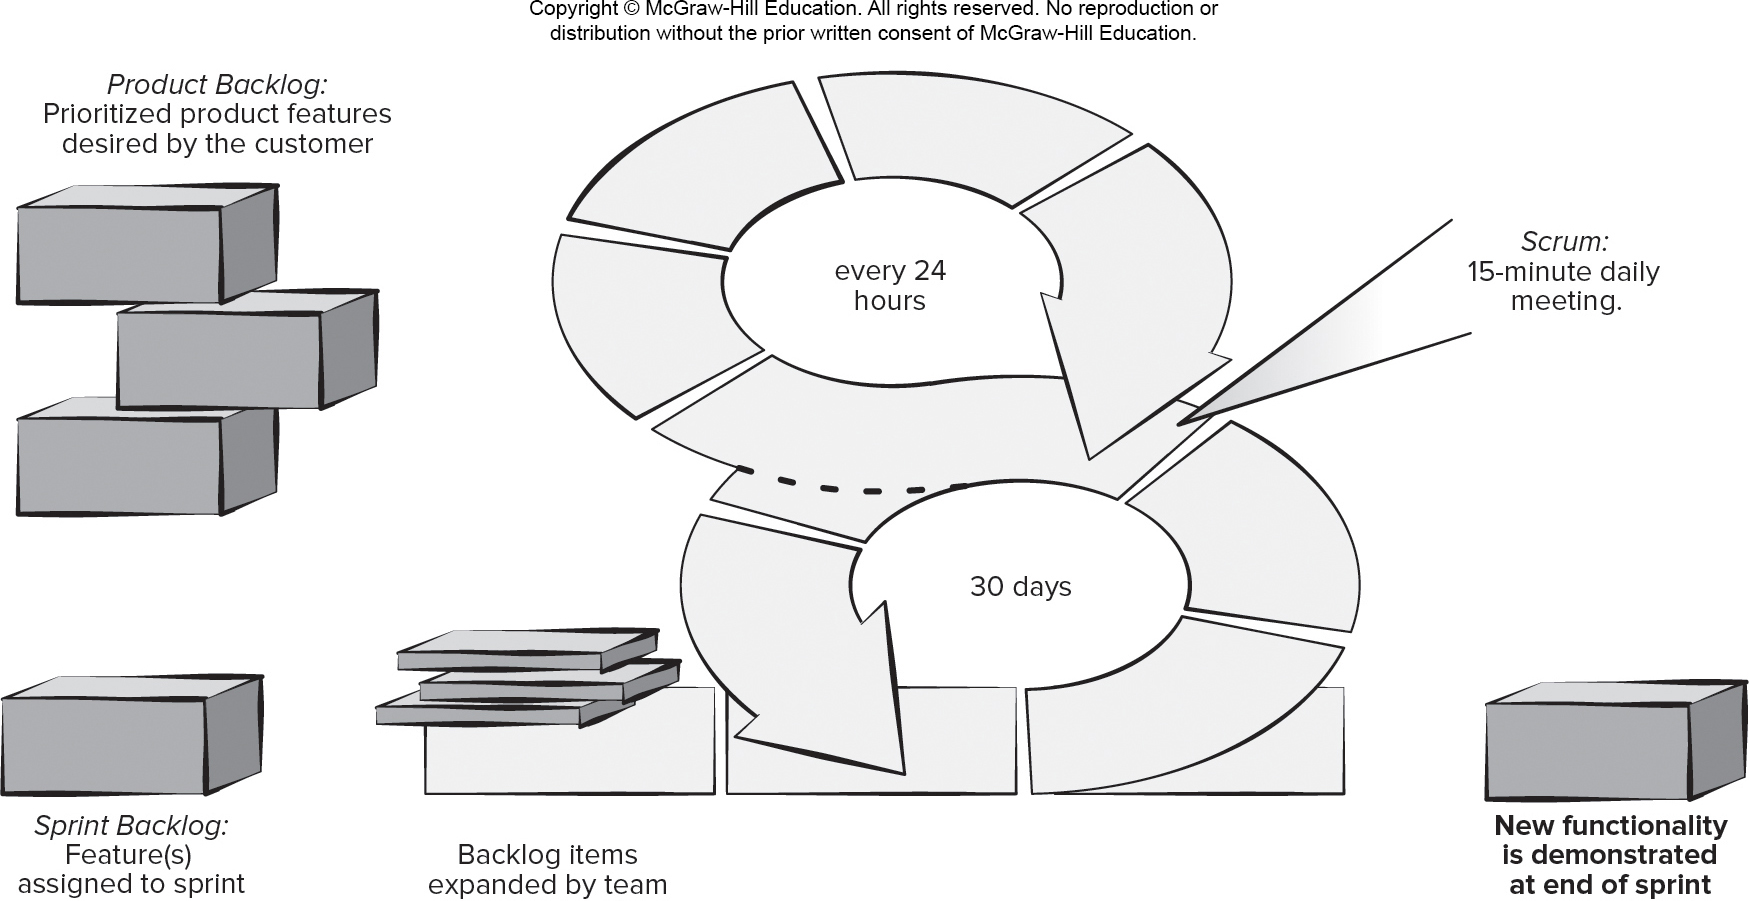 Copyright © McGraw-Hill Education. All rights reserved. No reproduction or
distribution without the prior written consent of McGraw-Hill Education.
Product Backlog:
Prioritized product features
desired by the customer
every 24
hours
Scrum:
15-minute daily
meeting.
30 days
Sprint Backlog:
Feature(s)
assigned to sprint
Backlog items
expanded by team
New functionality
is demonstrated
at end of sprint